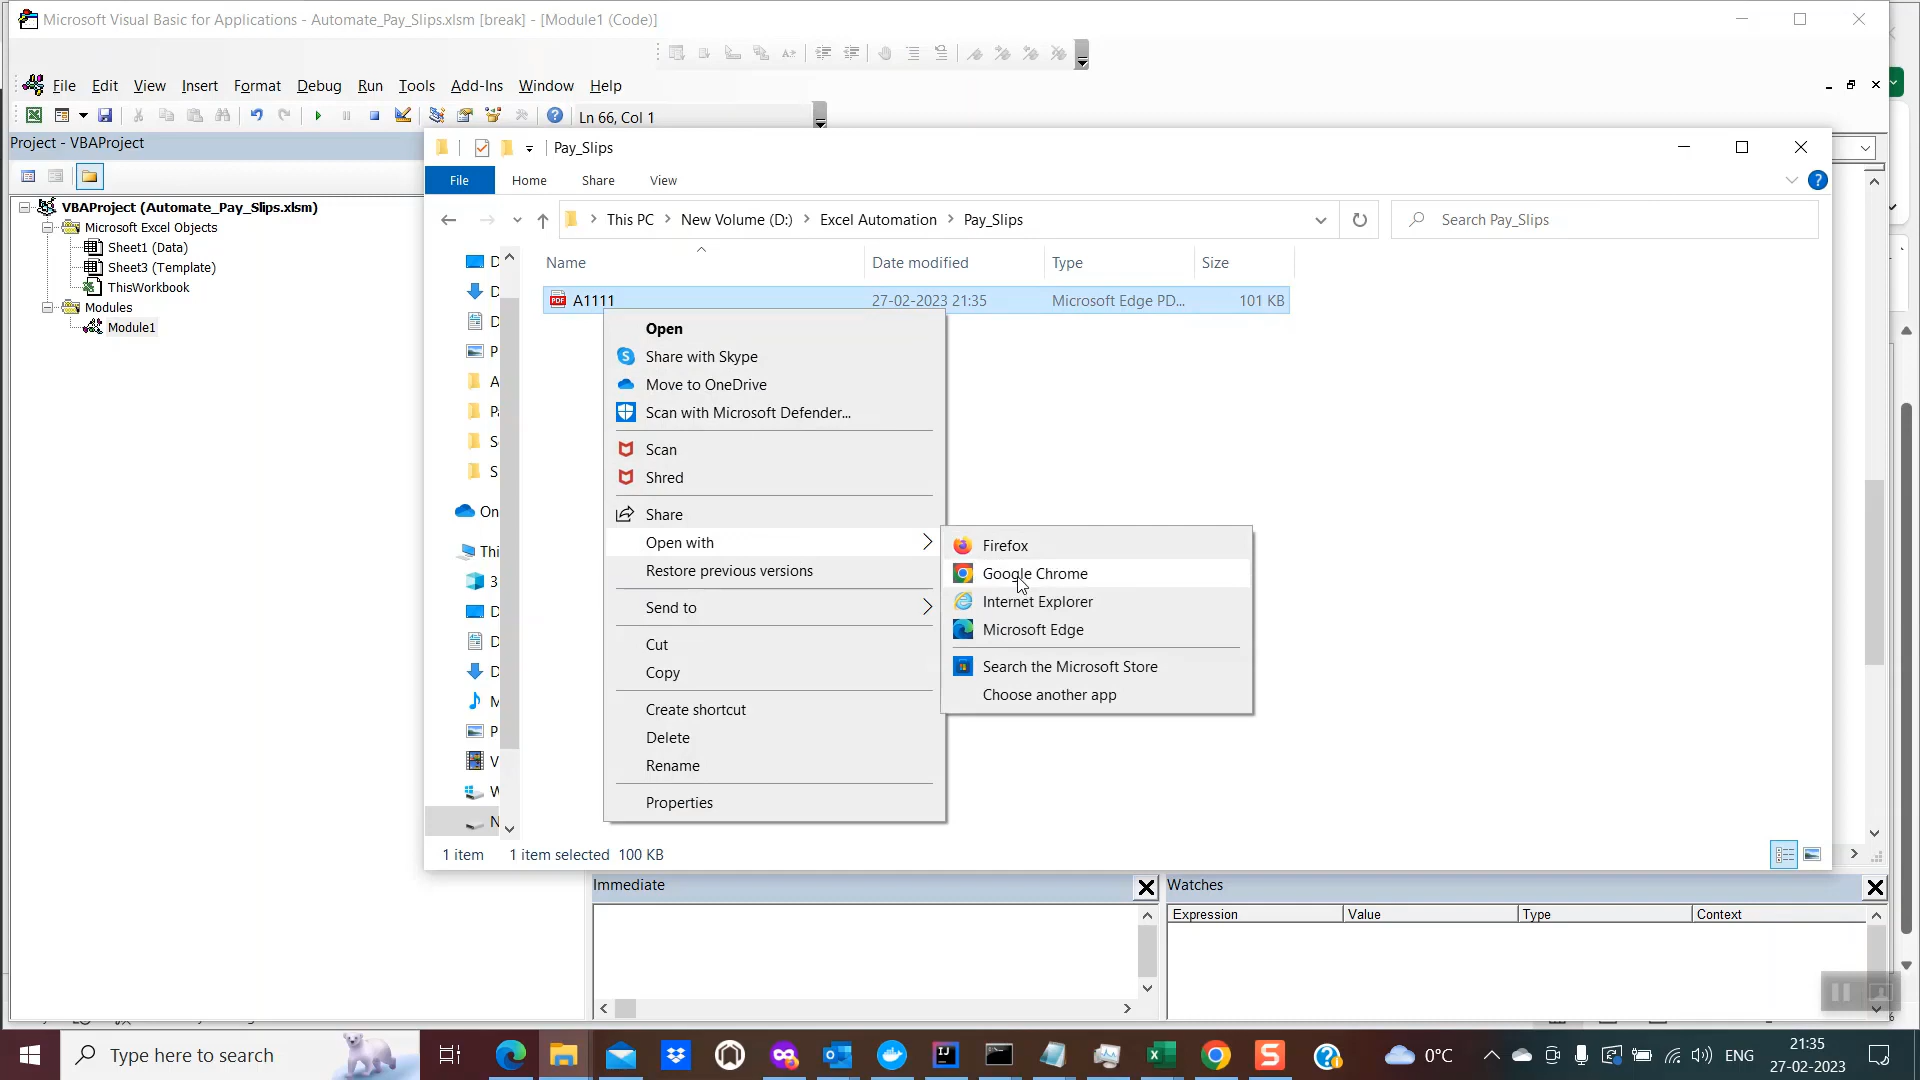 Microsoft Visual Basic for Applications - Automate_Pay_Slips.xlsm [break] - [Module1 (Code)]
File Edit View Insert Format Debug Run Tools Add-Ins Window Help
Ln 66, Col 1
Project - VBAProject
VBAProject (Automate_Pay_Slips.xlsm)
Microsoft Excel Objects
Sheet1 (Data)
Sheet3 (Template)
ThisWorkbook
Modules
Module1
Pay_Slips
File Home Share View
This PC New Volume (D:) Excel Automation Pay_Slips
Search Pay_Slips
Name Date modified Type Size
A1111 27-02-2023 21:35 Microsoft Edge PD... 101 KB
D
D
D
P
A
Pa
S
S
On
Thi
3
D
D
D
M
P
V
W
N
Open
Share with Skype
Move to OneDrive
Scan with Microsoft Defender...
Scan
Shred
Share
Open with
Restore previous versions
Send to
Cut
Copy
Create shortcut
Delete
Rename
Properties
Firefox
Google Chrome
Internet Explorer
Microsoft Edge
Search the Microsoft Store
Choose another app
1 item 1 item selected 100 KB
Immediate
Watches
Expression Value Type Context
Type here to search
0°C
ENG
21:35
27-02-2023